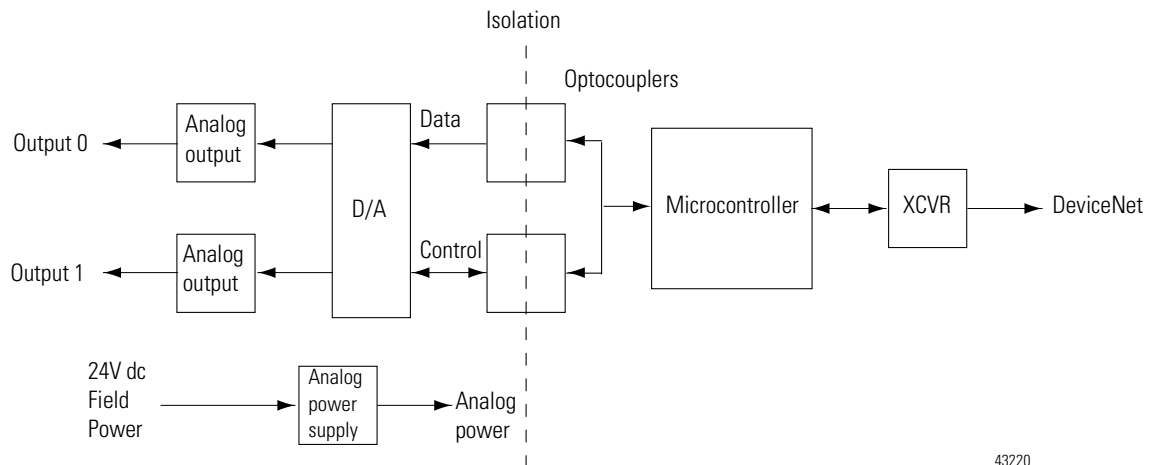 Isolation
Optocouplers
Output 0
Analog
output
Data
D/A
Microcontroller
XCVR
DeviceNet
Output 1
Analog
output
Control
24V dc
Field
Power
Analog
power
supply
Analog
power
43220